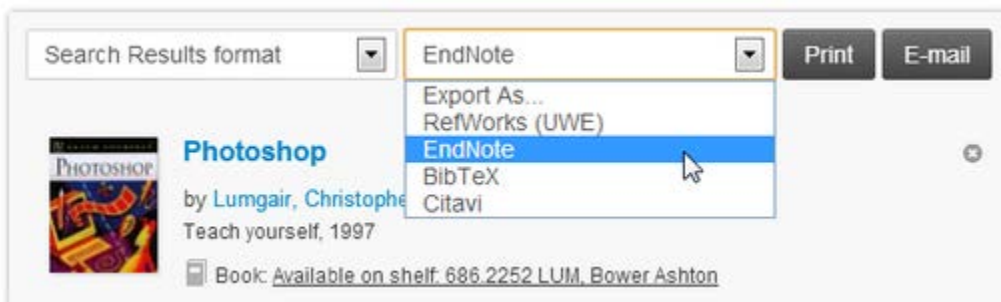 Search Results format
EndNote
Print
E-mail
Export As...
RefWorks (UWE)
EndNote
BibTeX
Citavi
PHOTOSHOP
Photoshop
by Lumgair, Christophe
Teach yourself, 1997
Book: Available on shelf: 686.2252 LUM, Bower Ashton